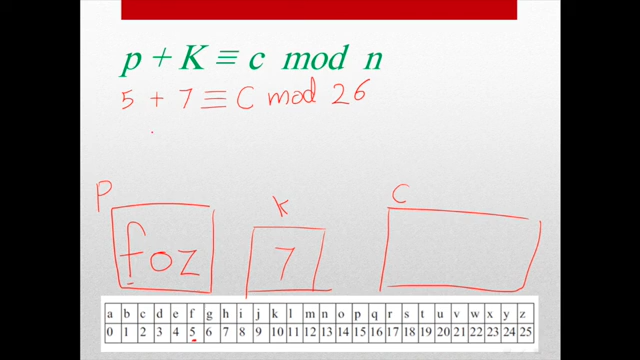 p + K ≡ c mod n
5 + 7 ≡ C mod 26
P K C
foz 7
a b c d e f g h i j k l m n o p q r s t u v w x y z
0 1 2 3 4 5 6 7 8 9 10 11 12 13 14 15 16 17 18 19 20 21 22 23 24 25